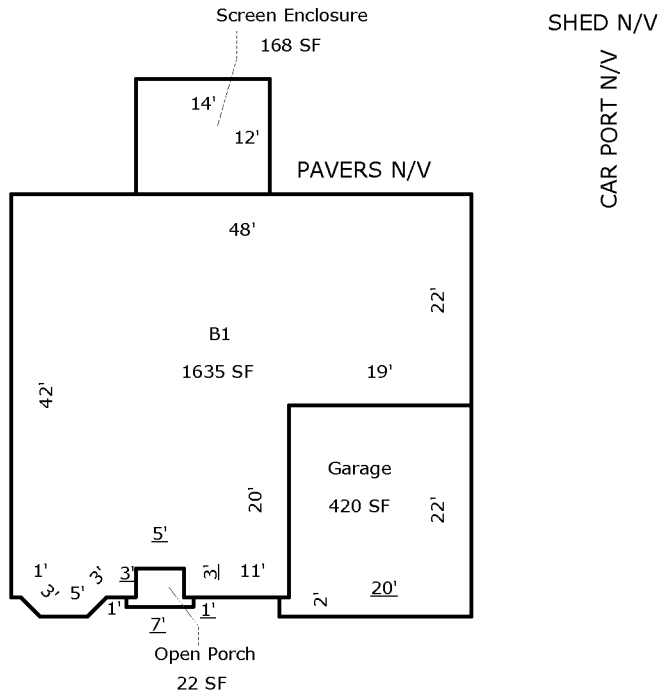 Screen Enclosure
168 SF
SHED N/V
CAR PORT N/V
14'
12'
PAVERS N/V
48'
22'
B1
1635 SF
19'
42'
Garage
420 SF
20'
22'
5'
1'
3'
5'
3'
3'
3'
11'
2'
20'
1'
7'
1'
Open Porch
22 SF